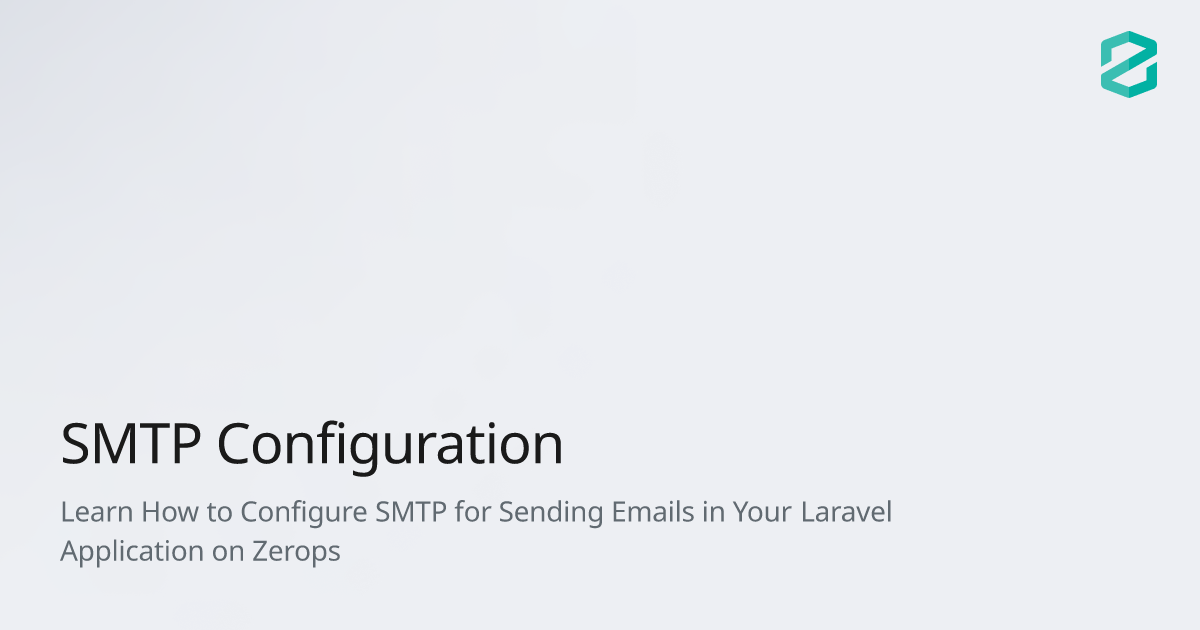 SMTP Configuration
Learn How to Configure SMTP for Sending Emails in Your Laravel
Application on Zerops